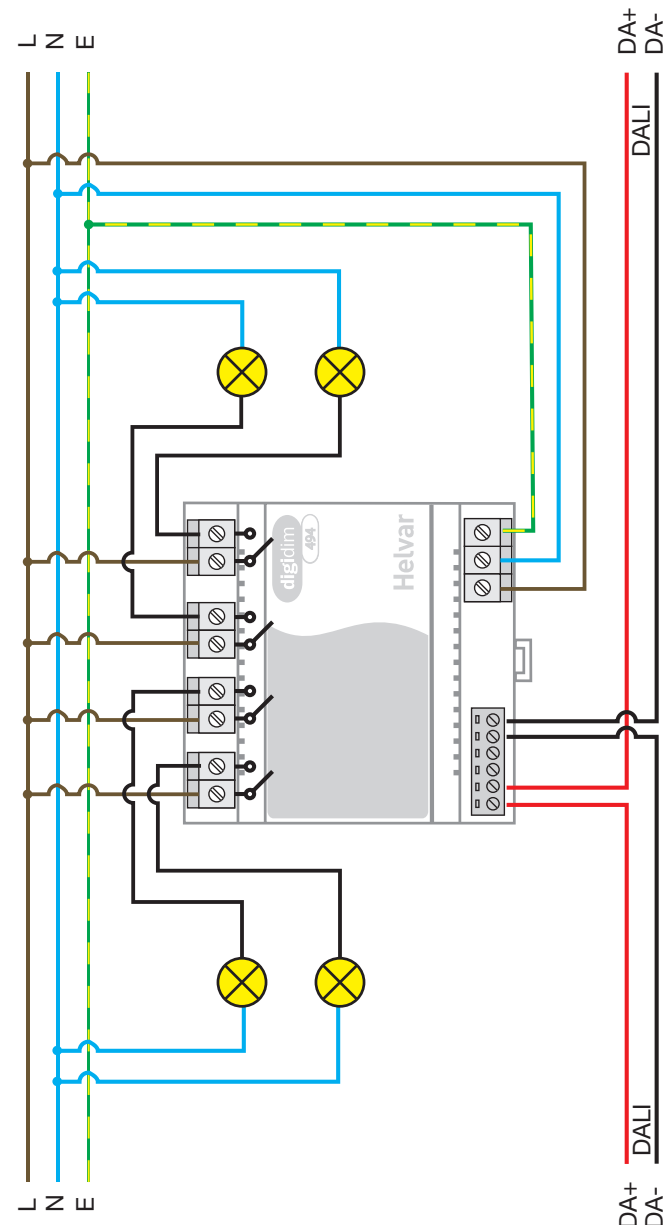 L
N
E
DA+
DA-
DALI
digidim
494
Helvar
L
N
E
DALI
DA+
DA-